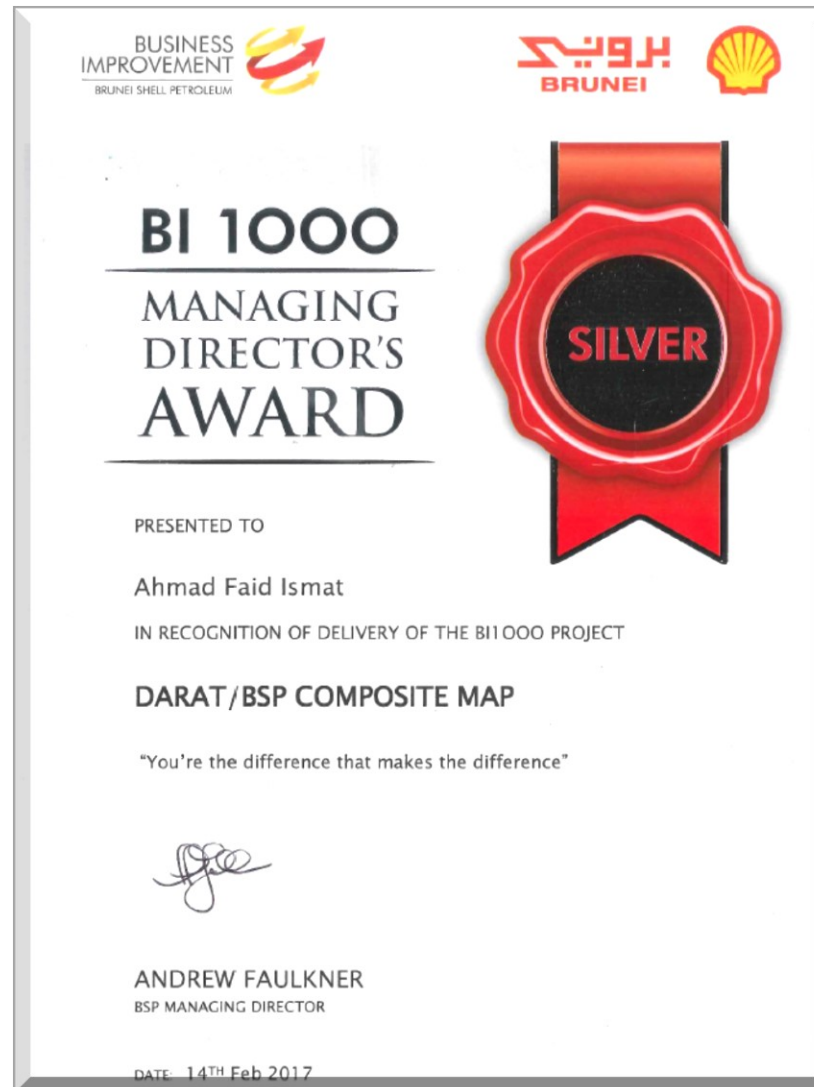 BUSINESS
IMPROVEMENT
BRUNEI SHELL PETROLEUM
بروني
BRUNEI
BI 1000
MANAGING
DIRECTOR'S
AWARD
SILVER
PRESENTED TO
Ahmad Faid Ismat
IN RECOGNITION OF DELIVERY OF THE BI1000 PROJECT
DARAT/BSP COMPOSITE MAP
“You're the difference that makes the difference”
ANDREW FAULKNER
BSP MANAGING DIRECTOR
DATE: 14TH Feb 2017